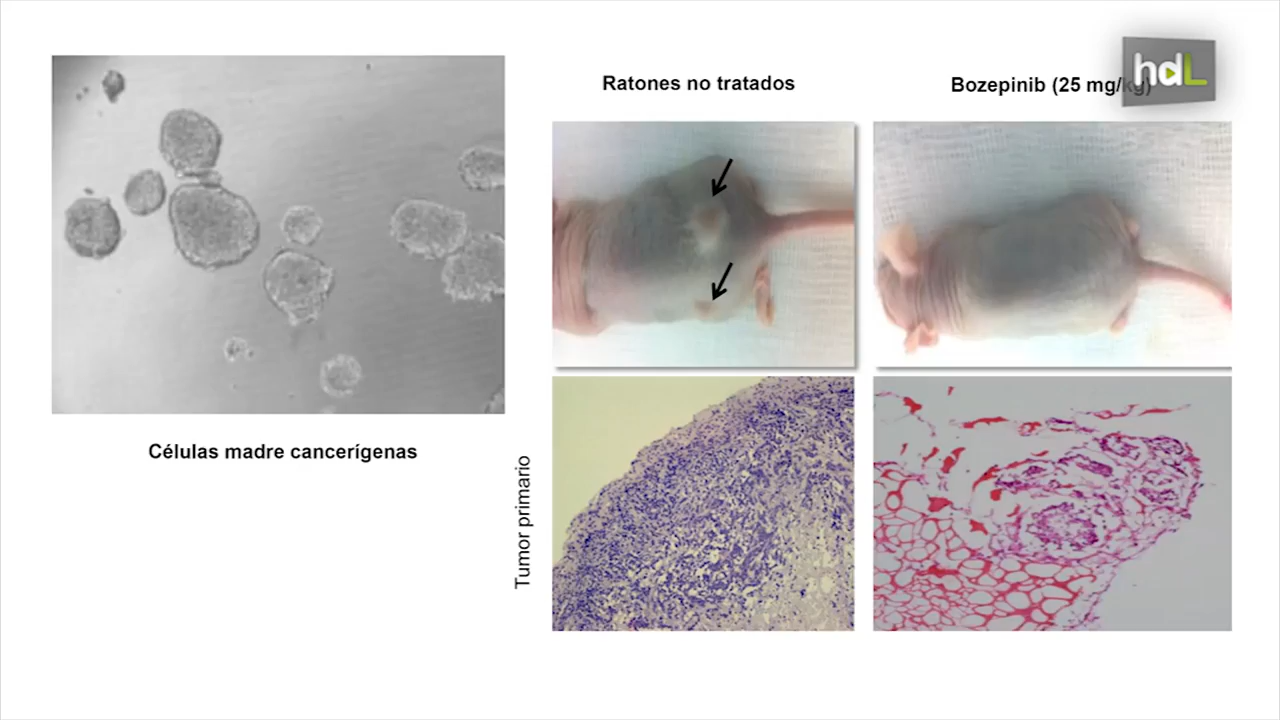 hdL
Ratones no tratados
Bozepinib (25 mg/kg)
Células madre cancerígenas
Tumor primario